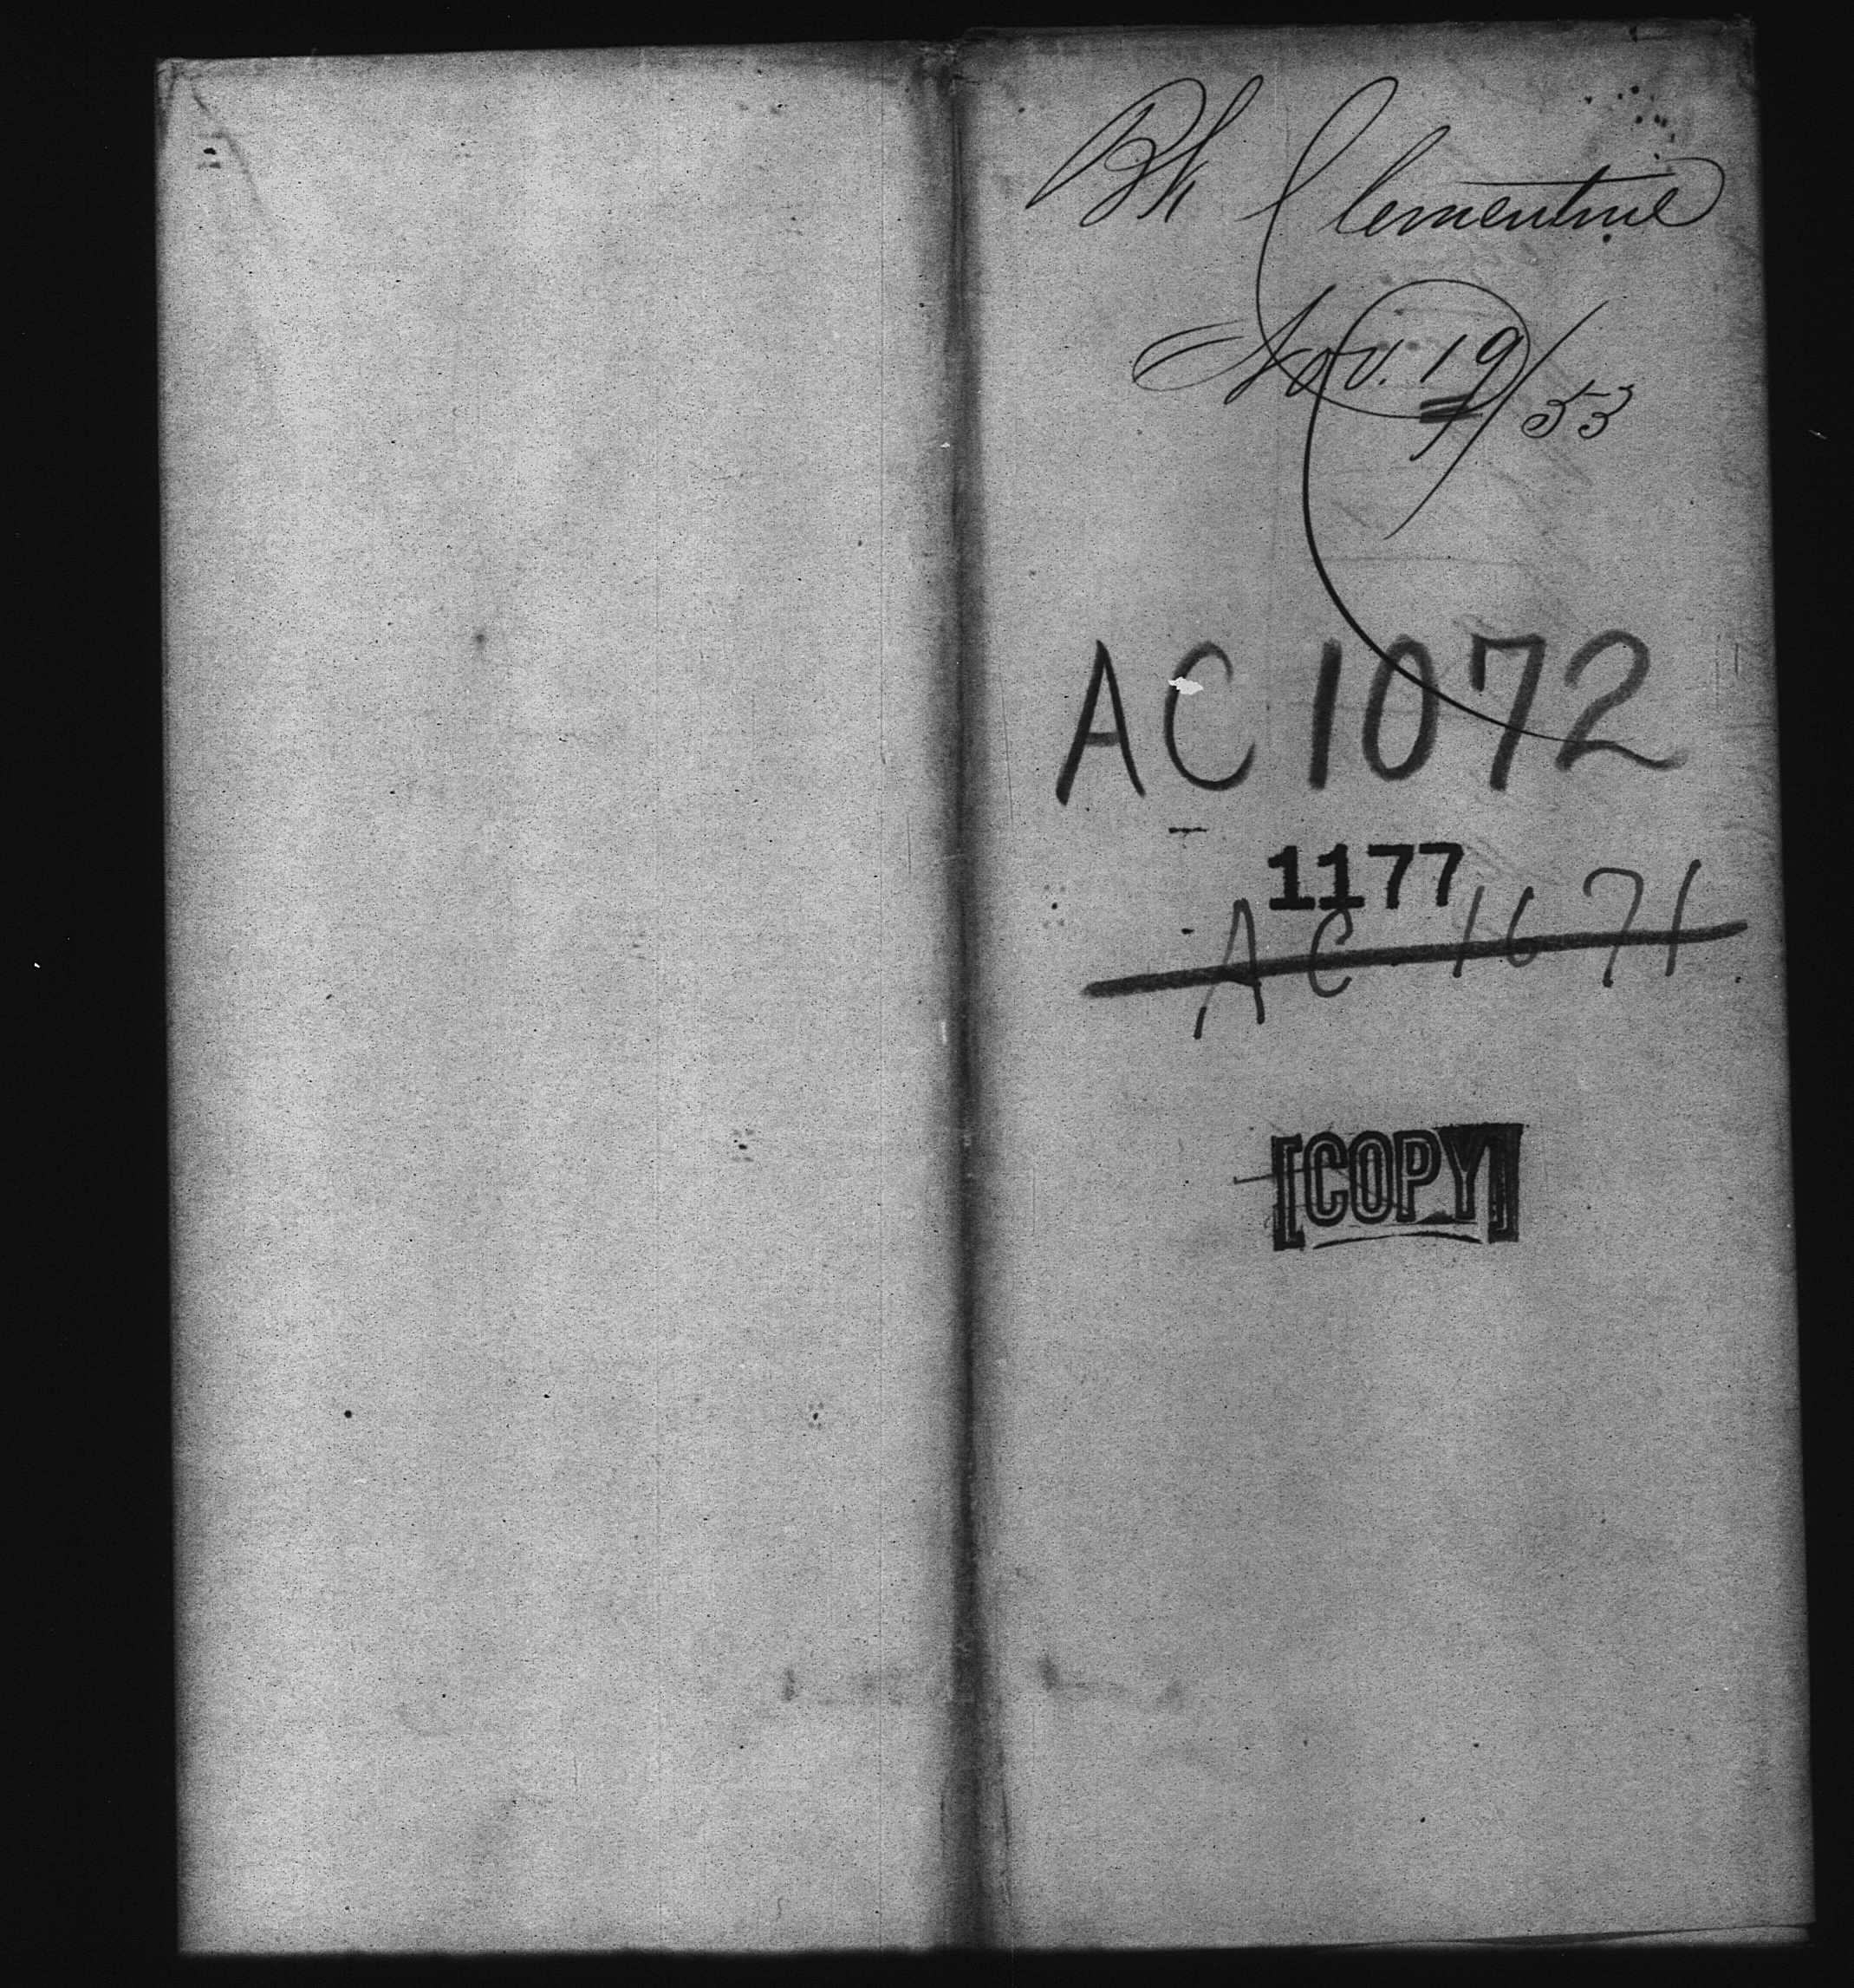 Bk Clementine
Nov. 19/53
AC 1072
1177
AC 1671
[COPY]